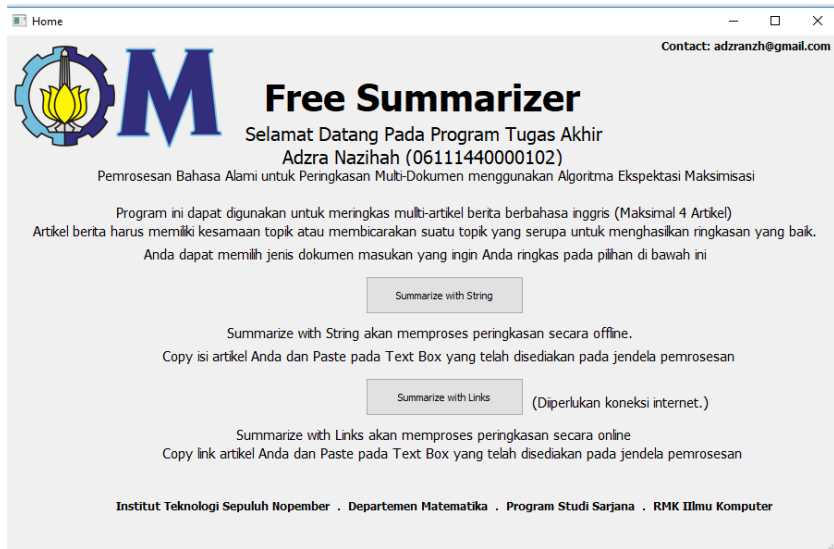 Home
Contact: adzranzh@gmail.com
M
Free Summarizer
Selamat Datang Pada Program Tugas Akhir
Adzra Nazihah (06111440000102)
Pemrosesan Bahasa Alami untuk Peringkasan Multi-Dokumen menggunakan Algoritma Ekspektasi Maksimisasi
Program ini dapat digunakan untuk meringkas mullti-artikel berita berbahasa inggris (Maksimal 4 Artikel)
Artikel berita harus memiliki kesamaan topik atau membicarakan suatu topik yang serupa untuk menghasilkan ringkasan yang baik.
Anda dapat memilih jenis dokumen masukan yang ingin Anda ringkas pada pilihan di bawah ini
Summarize with String
Summarize with String akan memproses peringkasan secara offline.
Copy isi artikel Anda dan Paste pada Text Box yang telah disediakan pada jendela pemrosesan
Summarize with Links (Diperlukan koneksi internet.)
Summarize with Links akan memproses peringkasan secara online
Copy link artikel Anda dan Paste pada Text Box yang telah disediakan pada jendela pemrosesan
Institut Teknologi Sepuluh Nopember . Departemen Matematika . Program Studi Sarjana . RMK IIlmu Komputer